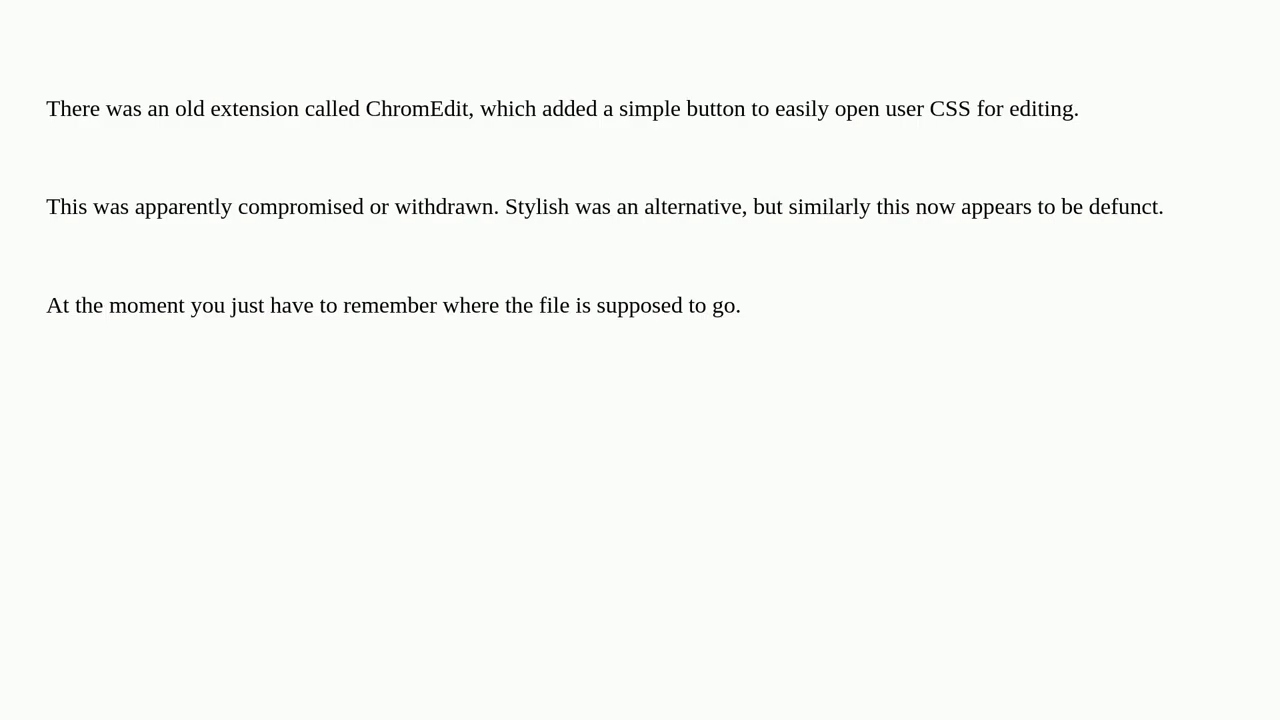 There was an old extension called ChromEdit, which added a simple button to easily open user CSS for editing.
This was apparently compromised or withdrawn. Stylish was an alternative, but similarly this now appears to be defunct.
At the moment you just have to remember where the file is supposed to go.